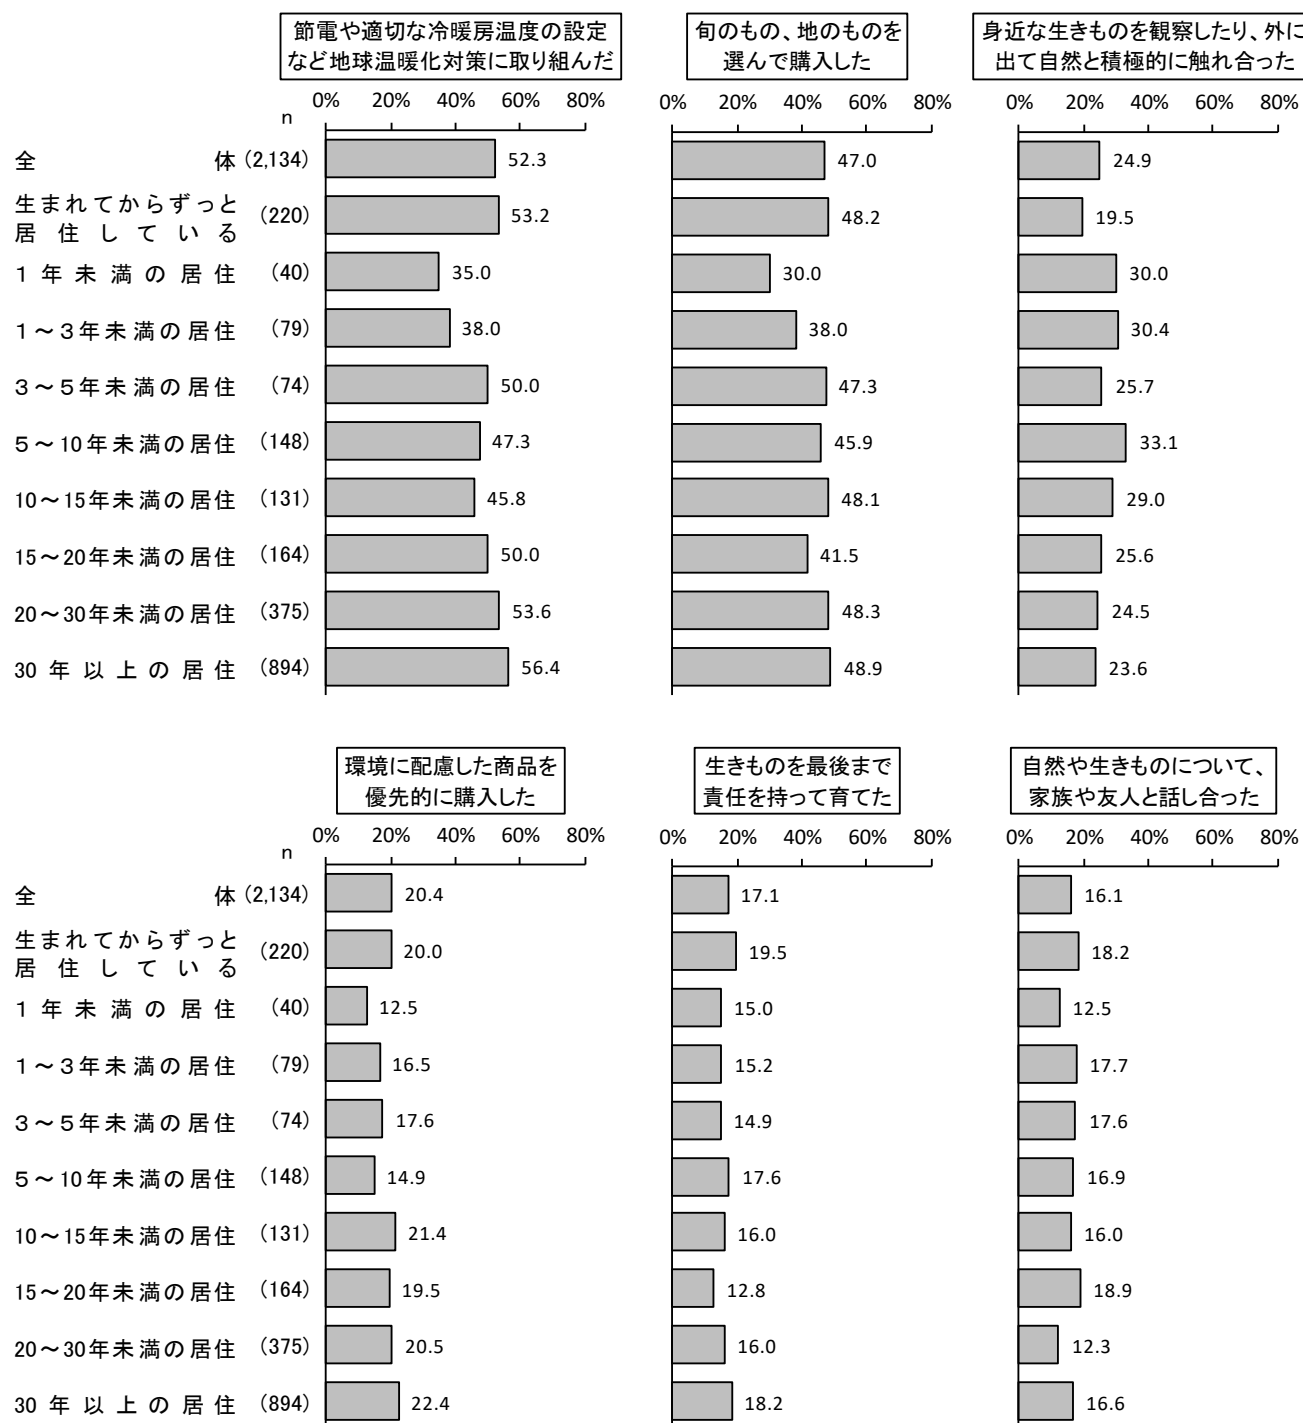 節電や適切な冷暖房温度の設定
など地球温暖化対策に取り組んだ
旬のもの、地のものを
選んで購入した
身近な生きものを観察したり、外に
出て自然と積極的に触れ合った
0% 20% 40% 60% 80% 0% 20% 40% 60% 80% 0% 20% 40% 60% 80%
n
全体 (2,134) 52.3 47.0 24.9
生まれてからずっと
居住している (220) 53.2 48.2 19.5
1年未満の居住 (40) 35.0 30.0 30.0
1～3年未満の居住 (79) 38.0 38.0 30.4
3～5年未満の居住 (74) 50.0 47.3 25.7
5～10年未満の居住 (148) 47.3 45.9 33.1
10～15年未満の居住 (131) 45.8 48.1 29.0
15～20年未満の居住 (164) 50.0 41.5 25.6
20～30年未満の居住 (375) 53.6 48.3 24.5
30年以上の居住 (894) 56.4 48.9 23.6
環境に配慮した商品を
優先的に購入した
生きものを最後まで
責任を持って育てた
自然や生きものについて、
家族や友人と話し合った
0% 20% 40% 60% 80% 0% 20% 40% 60% 80% 0% 20% 40% 60% 80%
n
全体 (2,134) 20.4 17.1 16.1
生まれてからずっと
居住している (220) 20.0 19.5 18.2
1年未満の居住 (40) 12.5 15.0 12.5
1～3年未満の居住 (79) 16.5 15.2 17.7
3～5年未満の居住 (74) 17.6 14.9 17.6
5～10年未満の居住 (148) 14.9 17.6 16.9
10～15年未満の居住 (131) 21.4 16.0 16.0
15～20年未満の居住 (164) 19.5 12.8 18.9
20～30年未満の居住 (375) 20.5 16.0 12.3
30年以上の居住 (894) 22.4 18.2 16.6